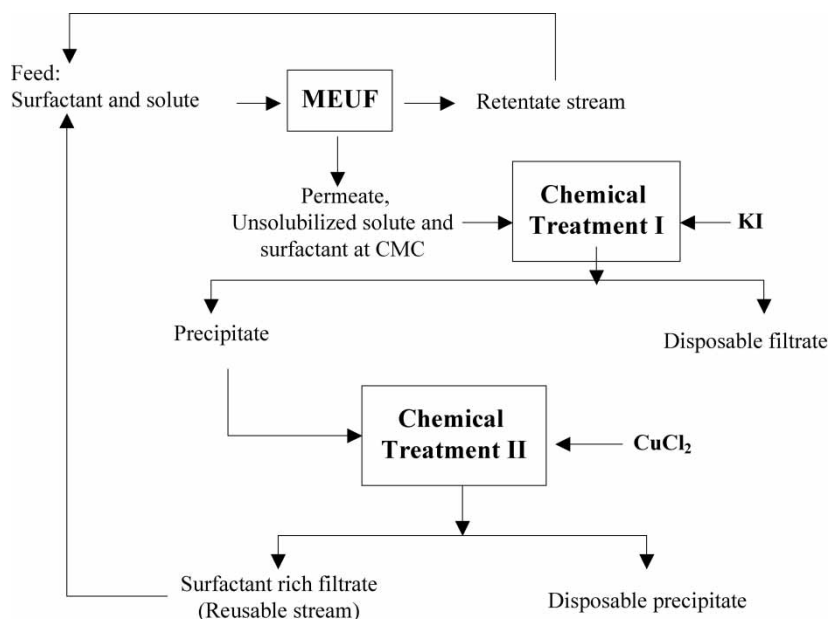 Feed:
Surfactant and solute
MEUF
Retentate stream
Permeate,
Unsolubilized solute and
surfactant at CMC
Chemical
Treatment I
KI
Precipitate
Disposable filtrate
Chemical
Treatment II
CuCl₂
Surfactant rich filtrate
(Reusable stream)
Disposable precipitate